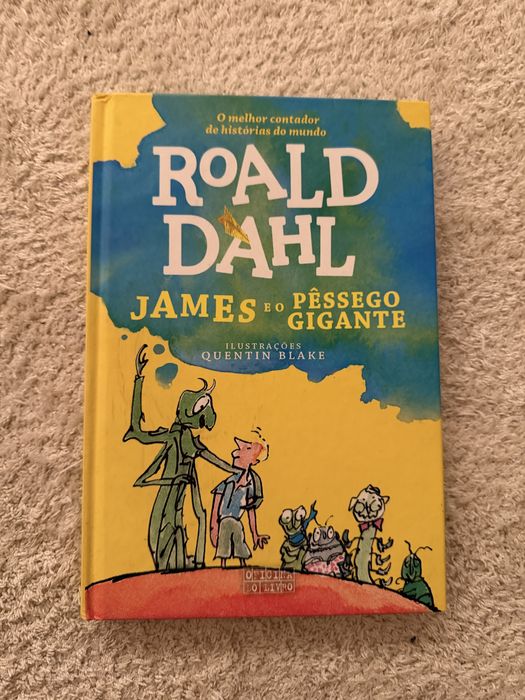 O melhor contador
de histórias do mundo
ROALD
DAHL
JAMES E O PÊSSEGO
GIGANTE
ILUSTRAÇÕES
QUENTIN BLAKE
OFICINA
DO LIVRO